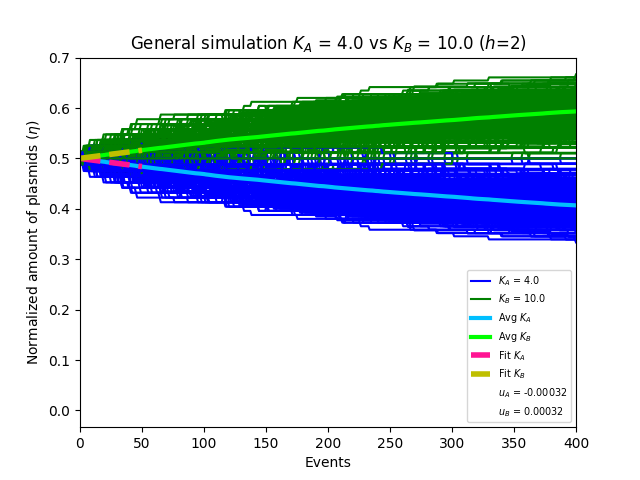 General simulation K_A = 4.0 vs K_B = 10.0 (h=2)
Normalized amount of plasmids (η)
0.7
0.6
0.5
0.4
0.3
0.2
0.1
0.0
K_A = 4.0
K_B = 10.0
Avg K_A
Avg K_B
Fit K_A
Fit K_B
u_A = -0.00032
u_B = 0.00032
0 50 100 150 200 250 300 350 400
Events